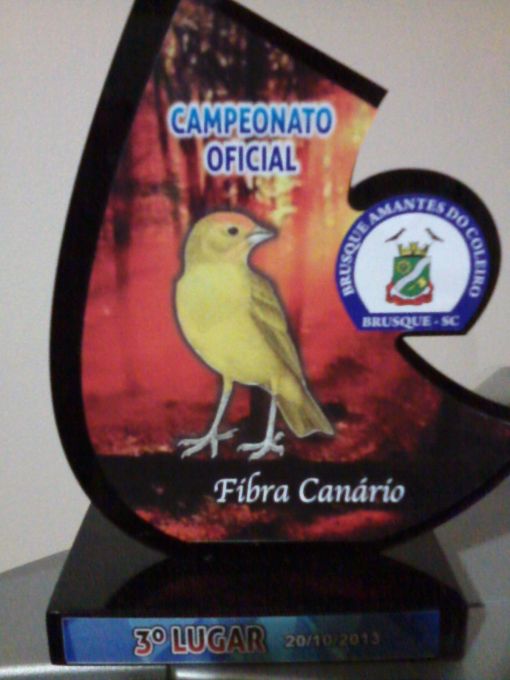 CAMPEONATO
OFICIAL
BRUSQUE AMANTES DO COLEIRO
BRUSQUE - SC
Fibra Canário
3º LUGAR 20/10/2013